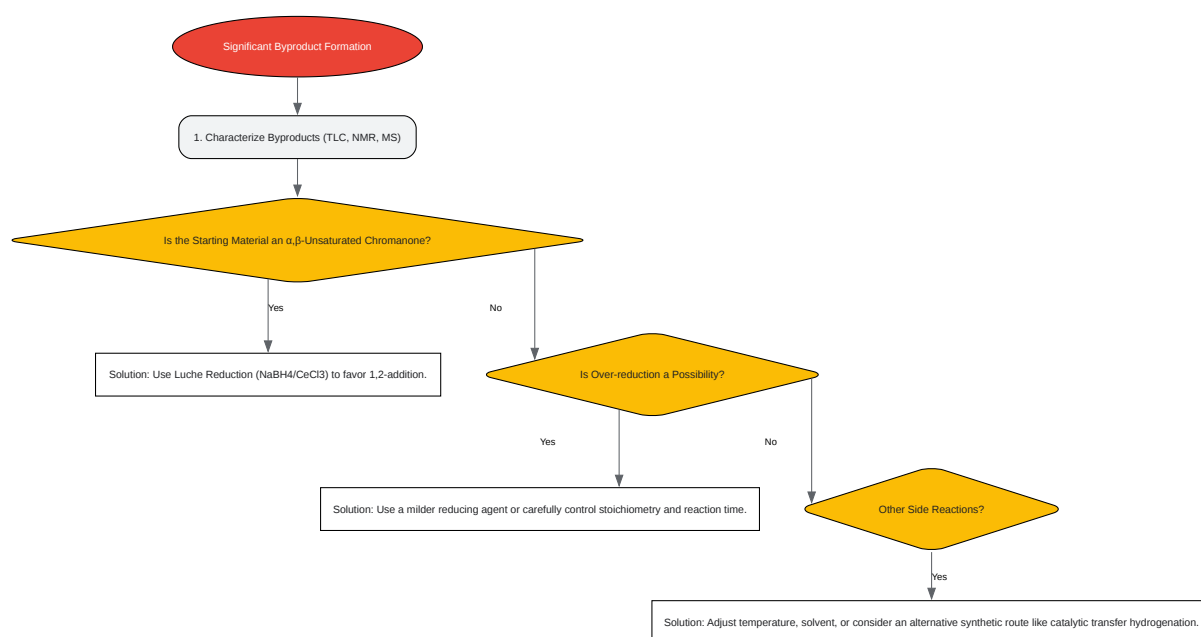 Significant Byproduct Formation
1. Characterize Byproducts (TLC, NMR, MS)
Is the Starting Material an α,β-Unsaturated Chromanone?
Yes
No
Solution: Use Luche Reduction (NaBH4/CeCl3) to favor 1,2-addition.
Is Over-reduction a Possibility?
Yes
No
Solution: Use a milder reducing agent or carefully control stoichiometry and reaction time.
Other Side Reactions?
Yes
Solution: Adjust temperature, solvent, or consider an alternative synthetic route like catalytic transfer hydrogenation.